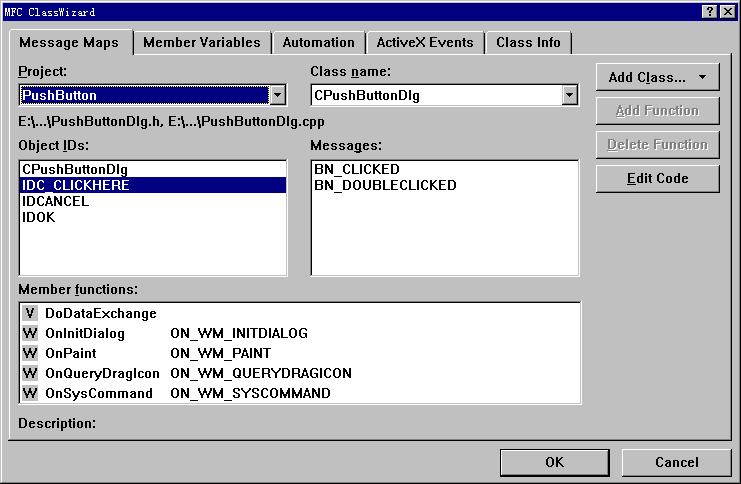 MFC ClassWizard
Message Maps Member Variables Automation ActiveX Events Class Info
Project: Class name:
PushButton CPushButtonDlg Add Class...
E:\...\PushButtonDlg.h, E:\...\PushButtonDlg.cpp Add Function
Object IDs: Messages: Delete Function
CPushButtonDlg BN_CLICKED
IDC_CLICKHERE BN_DOUBLECLICKED Edit Code
IDCANCEL
IDOK
Member functions:
V DoDataExchange
W OnInitDialog ON_WM_INITDIALOG
W OnPaint ON_WM_PAINT
W OnQueryDragIcon ON_WM_QUERYDRAGICON
W OnSysCommand ON_WM_SYSCOMMAND
Description:
OK Cancel